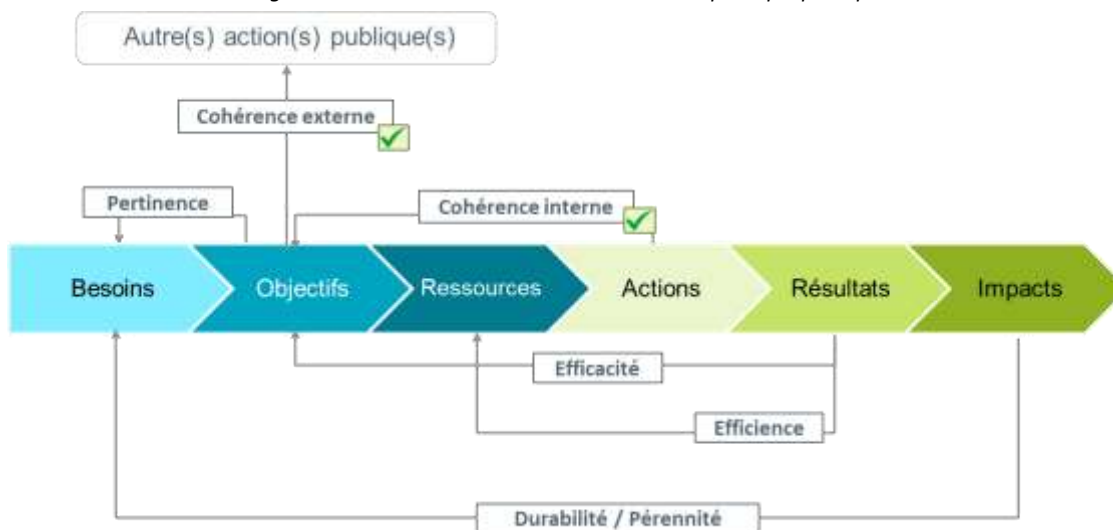 Autre(s) action(s) publique(s)
Cohérence externe
Pertinence
Cohérence interne
Besoins
Objectifs
Ressources
Actions
Résultats
Impacts
Efficacité
Efficience
Durabilité / Pérennité